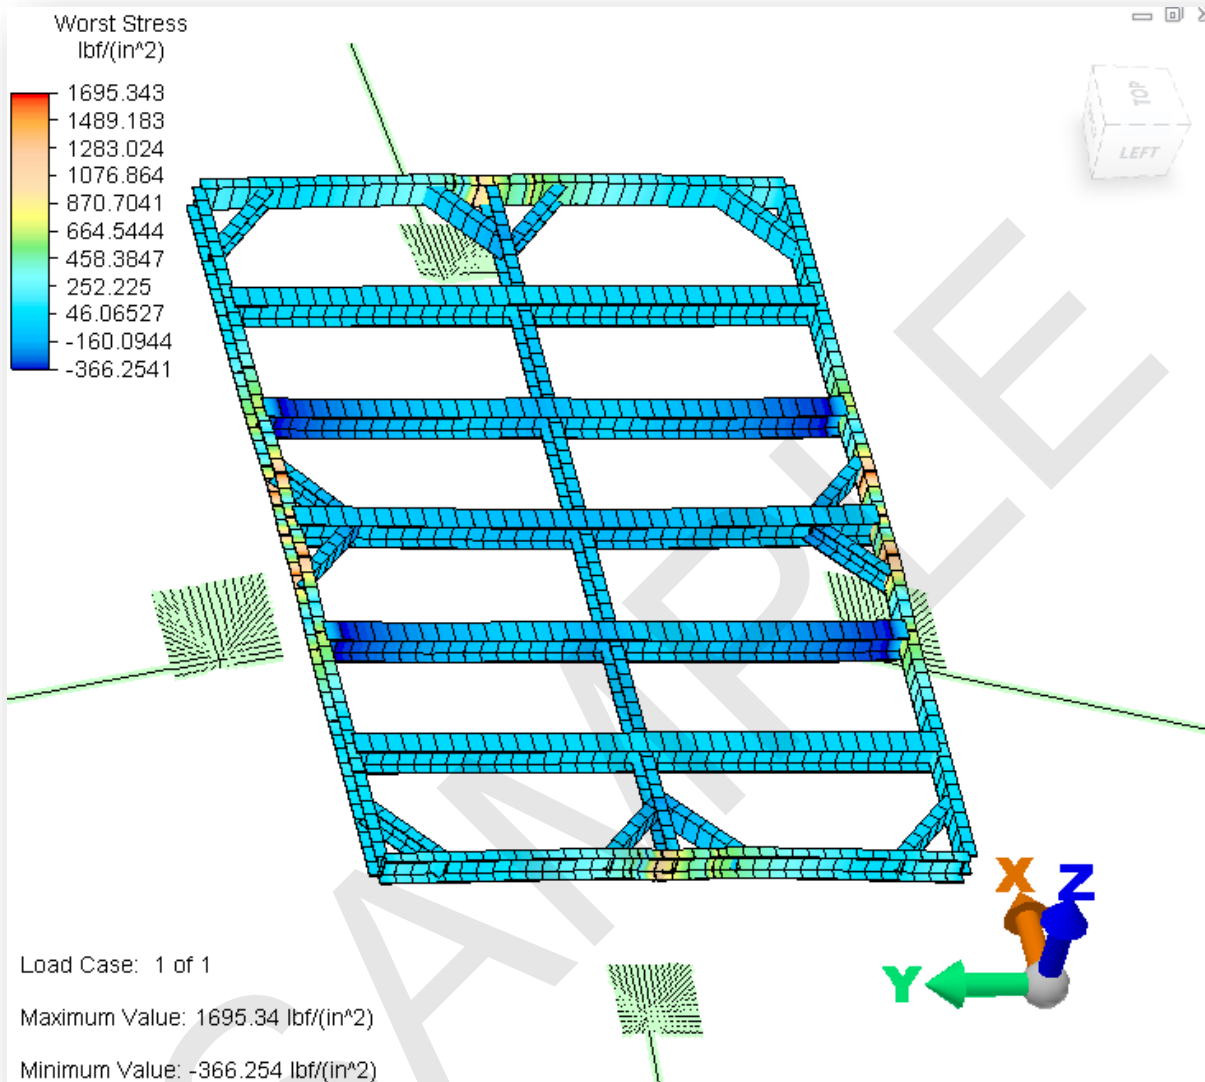 Worst Stress
lbf/(in^2)
1695.343
1489.183
1283.024
1076.864
870.7041
664.5444
458.3847
252.225
46.06527
-160.0944
-366.2541
TOP
LEFT
SAMPLE
X
Z
Y
Load Case: 1 of 1
Maximum Value: 1695.34 lbf/(in^2)
Minimum Value: -366.254 lbf/(in^2)